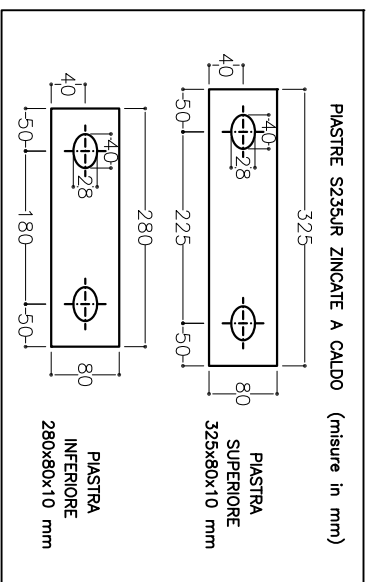 PIASTRE S235JR ZINCATE A CALDO (misure in mm)
325
40
28
40
80
50
225
50
PIASTRA
SUPERIORE
325x80x10 mm
280
40
28
40
80
50
180
50
PIASTRA
INFERIORE
280x80x10 mm